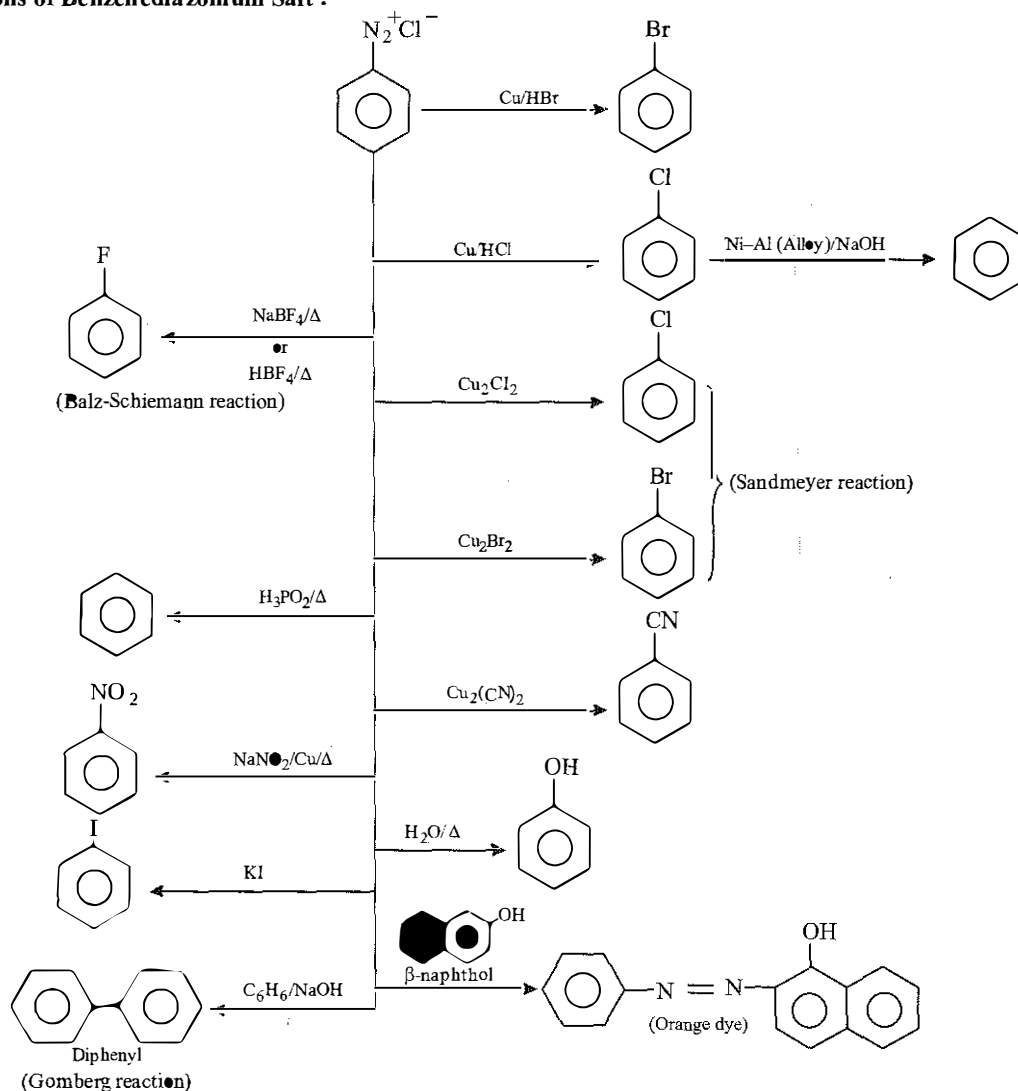 ons of Benzenediazonium Salt :
N2+Cl−
Br
Cu/HBr
Cl
Cu/HCl
Ni–Al (Alloy)/NaOH
F
NaBF4/Δ
or
HBF4/Δ
(Balz-Schiemann reaction)
Cl
Cu2Cl2
(Sandmeyer reaction)
Br
Cu2Br2
H3PO2/Δ
CN
Cu2(CN)2
NO2
NaNO2/Cu/Δ
OH
H2O/Δ
I
KI
OH
β-naphthol
OH
N = N
(Orange dye)
C6H6/NaOH
Diphenyl
(Gomberg reaction)